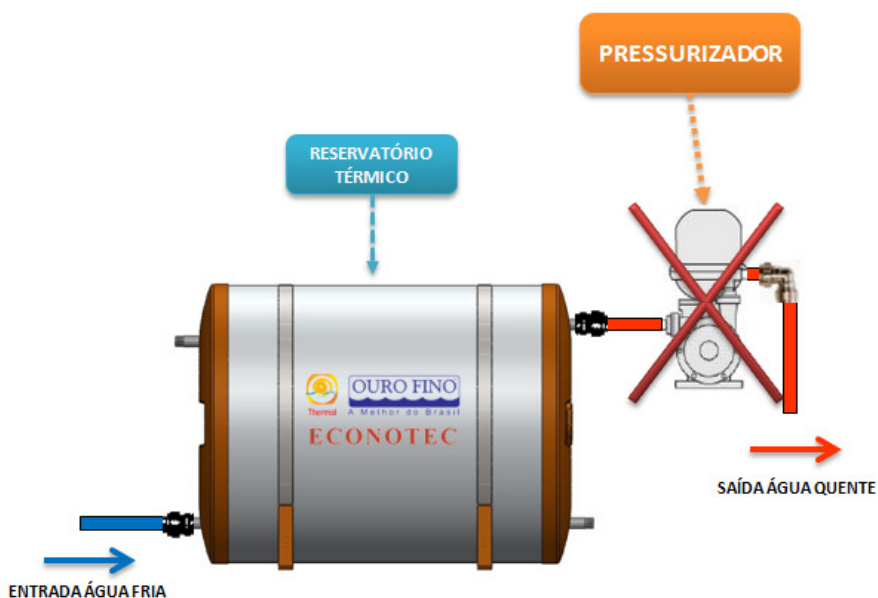 PRESSURIZADOR
RESERVATÓRIO
TÉRMICO
Thermal
OURO FINO
A Melhor do Brasil
ECONOTEC
SAÍDA ÁGUA QUENTE
ENTRADA ÁGUA FRIA